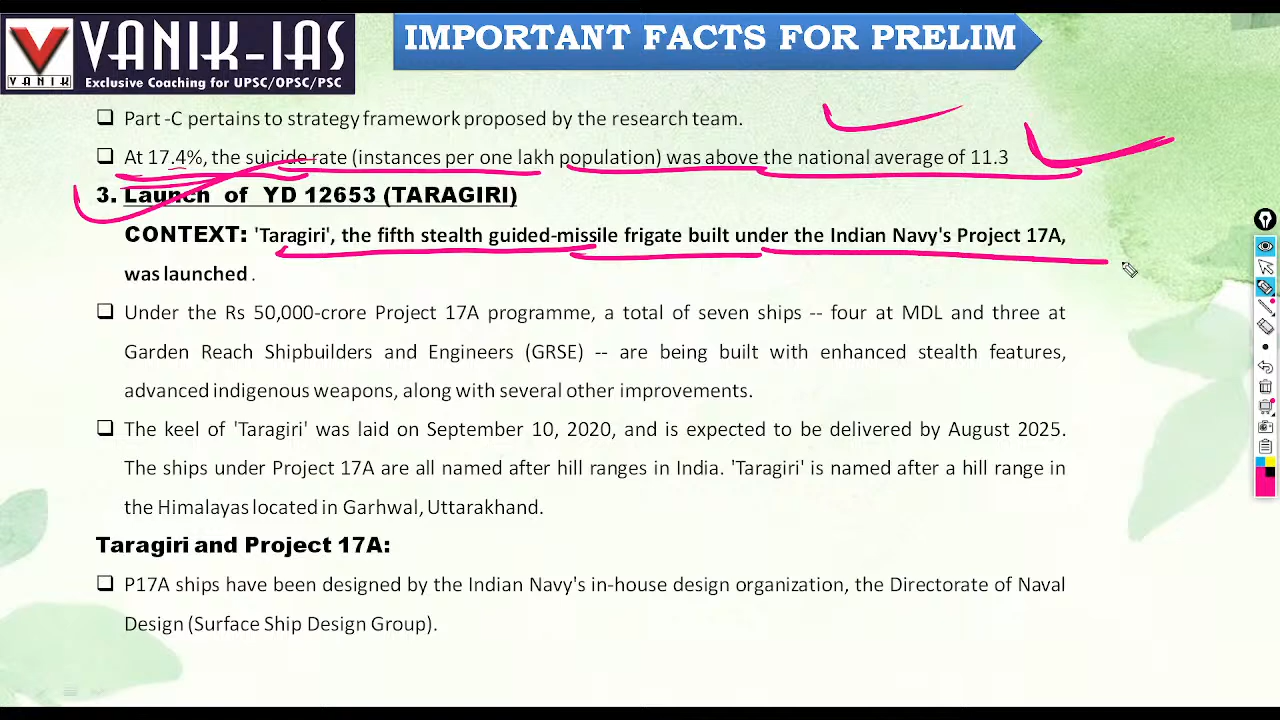 VANIK-IAS
VANIK
Exclusive Coaching for UPSC/OPSC/PSC
IMPORTANT FACTS FOR PRELIM
❑ Part -C pertains to strategy framework proposed by the research team.
❑ At 17.4%, the suicide rate (instances per one lakh population) was above the national average of 11.3
3. Launch of YD 12653 (TARAGIRI)
CONTEXT: 'Taragiri', the fifth stealth guided-missile frigate built under the Indian Navy's Project 17A,
was launched .
❑ Under the Rs 50,000-crore Project 17A programme, a total of seven ships -- four at MDL and three at
Garden Reach Shipbuilders and Engineers (GRSE) -- are being built with enhanced stealth features,
advanced indigenous weapons, along with several other improvements.
❑ The keel of 'Taragiri' was laid on September 10, 2020, and is expected to be delivered by August 2025.
The ships under Project 17A are all named after hill ranges in India. 'Taragiri' is named after a hill range in
the Himalayas located in Garhwal, Uttarakhand.
Taragiri and Project 17A:
❑ P17A ships have been designed by the Indian Navy's in-house design organization, the Directorate of Naval
Design (Surface Ship Design Group).